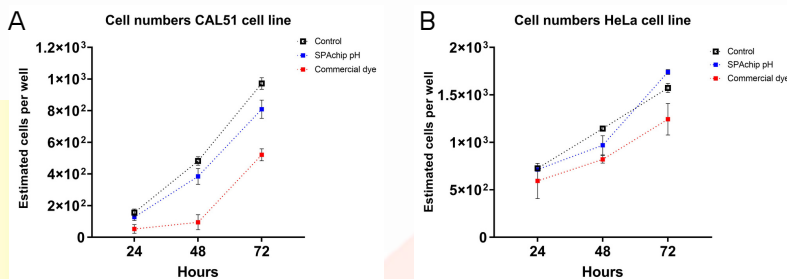 A
Cell numbers CAL51 cell line
Estimated cells per well
1.2×10³
1×10³
8×10²
6×10²
4×10²
2×10²
0
24 48 72
Hours
Control
SPAchip pH
Commercial dye
B
Cell numbers HeLa cell line
Estimated cells per well
2×10³
1.5×10³
1×10³
5×10²
0
24 48 72
Hours
Control
SPAchip pH
Commercial dye